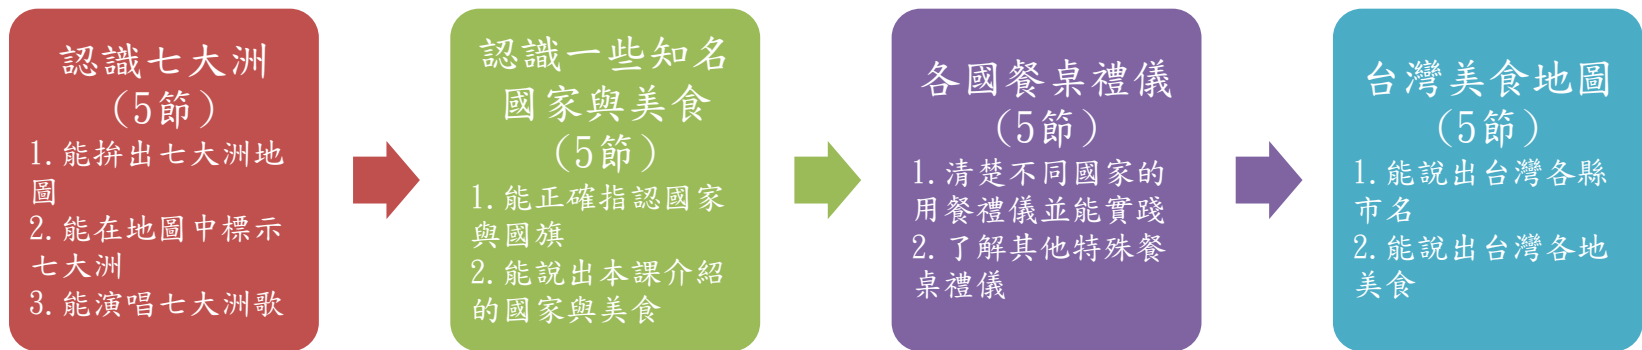 認識七大洲
(5節)
1.能拚出七大洲地
圖
2.能在地圖中標示
七大洲
3.能演唱七大洲歌
認識一些知名
國家與美食
(5節)
1.能正確指認國家
與國旗
2.能說出本課介紹
的國家與美食
各國餐桌禮儀
(5節)
1.清楚不同國家的
用餐禮儀並能實踐
2.了解其他特殊餐
桌禮儀
台灣美食地圖
(5節)
1.能說出台灣各縣
市名
2.能說出台灣各地
美食